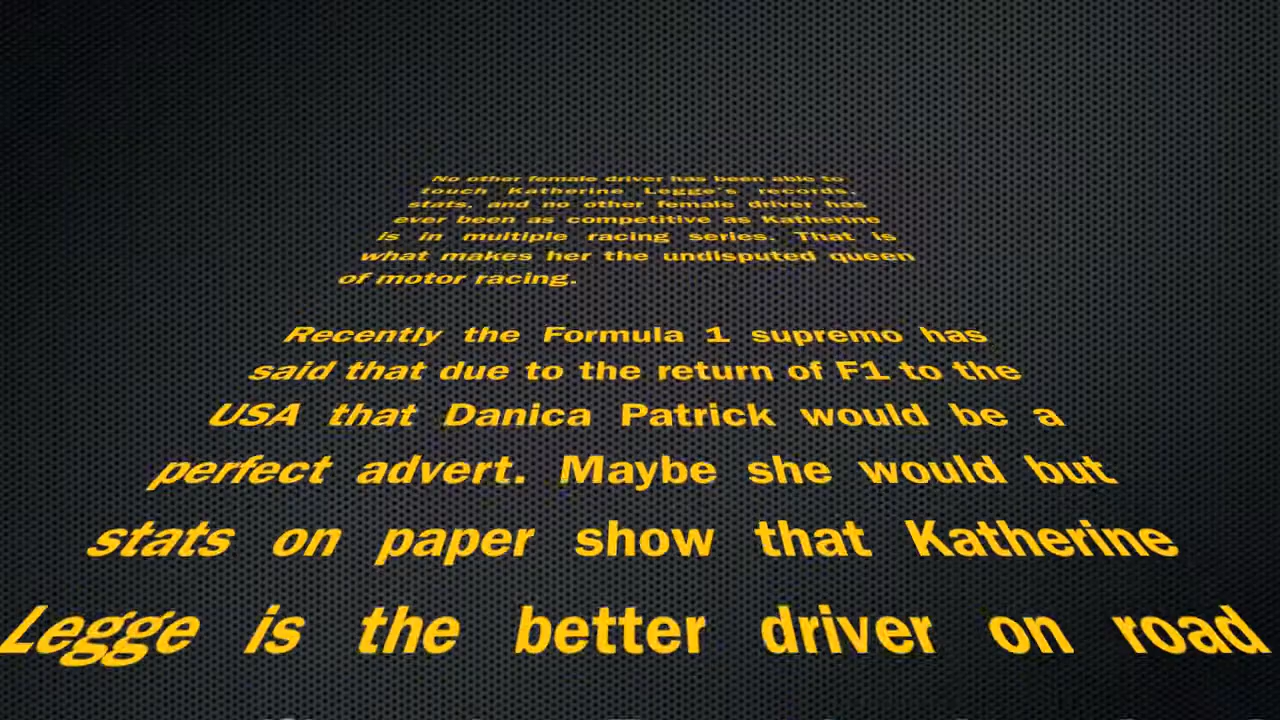 No other female driver has been able to
touch Katherine Legge's records,
stats, and no other female driver has
ever been as competitive as Katherine
is in multiple racing series. That is
what makes her the undisputed queen
of motor racing.
Recently the Formula 1 supremo has
said that due to the return of F1 to the
USA that Danica Patrick would be a
perfect advert. Maybe she would but
stats on paper show that Katherine
Legge is the better driver on road